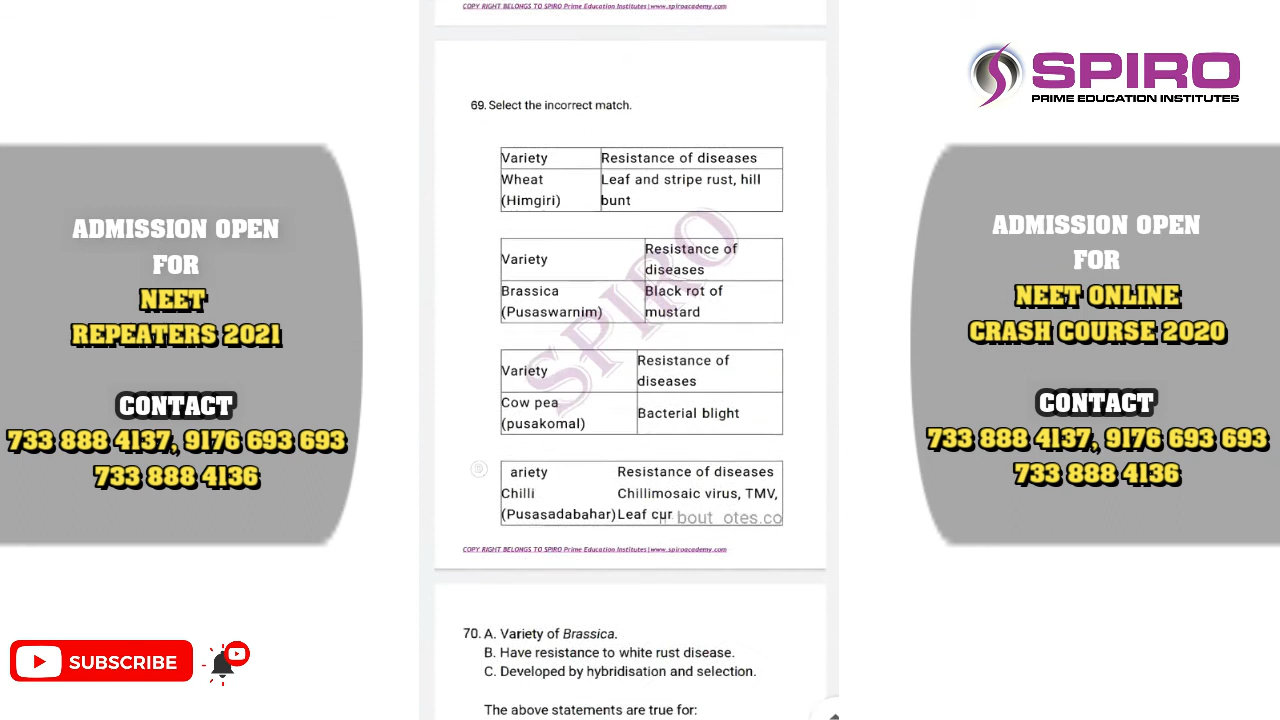 COPY RIGHT BELONGS TO SPIRO Prime Education Institutes|www.spiroacademy.com
SPIRO
PRIME EDUCATION INSTITUTES
69. Select the incorrect match.
Variety Resistance of diseases
Wheat Leaf and stripe rust, hill
(Himgiri) bunt
Variety Resistance of
diseases
Brassica Black rot of
(Pusaswarnim) mustard
Variety Resistance of
diseases
Cow pea Bacterial blight
(pusakomal)
ariety Resistance of diseases
Chilli Chillimosaic virus, TMV,
(Pusasadabahar) Leaf cur
bout otes.co
SPIRO
COPY RIGHT BELONGS TO SPIRO Prime Education Institutes|www.spiroacademy.com
70. A. Variety of Brassica.
B. Have resistance to white rust disease.
C. Developed by hybridisation and selection.
The above statements are true for:
ADMISSION OPEN
FOR
NEET
REPEATERS 2021
CONTACT
733 888 4137, 9176 693 693
733 888 4136
ADMISSION OPEN
FOR
NEET ONLINE
CRASH COURSE 2020
CONTACT
733 888 4137, 9176 693 693
733 888 4136
SUBSCRIBE